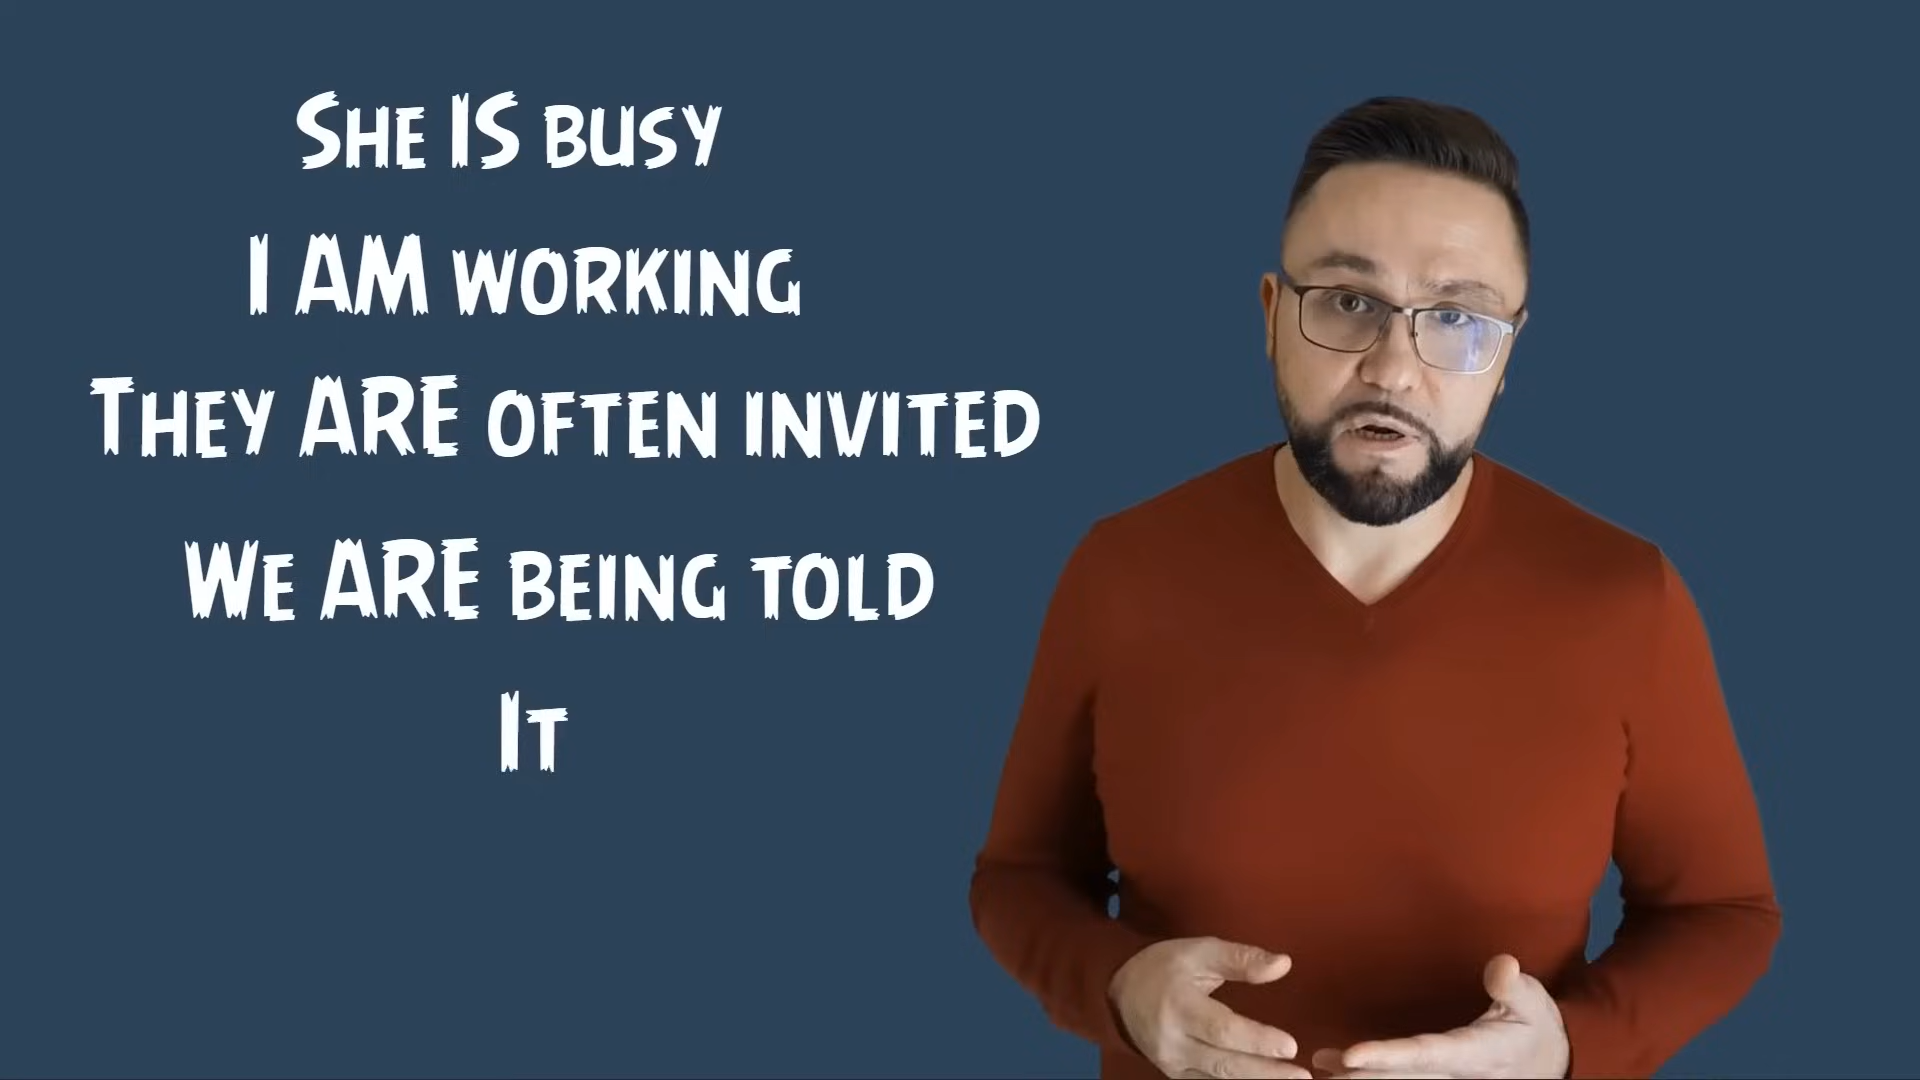 She IS busy
I AM working
They ARE often invited
We ARE being told
It